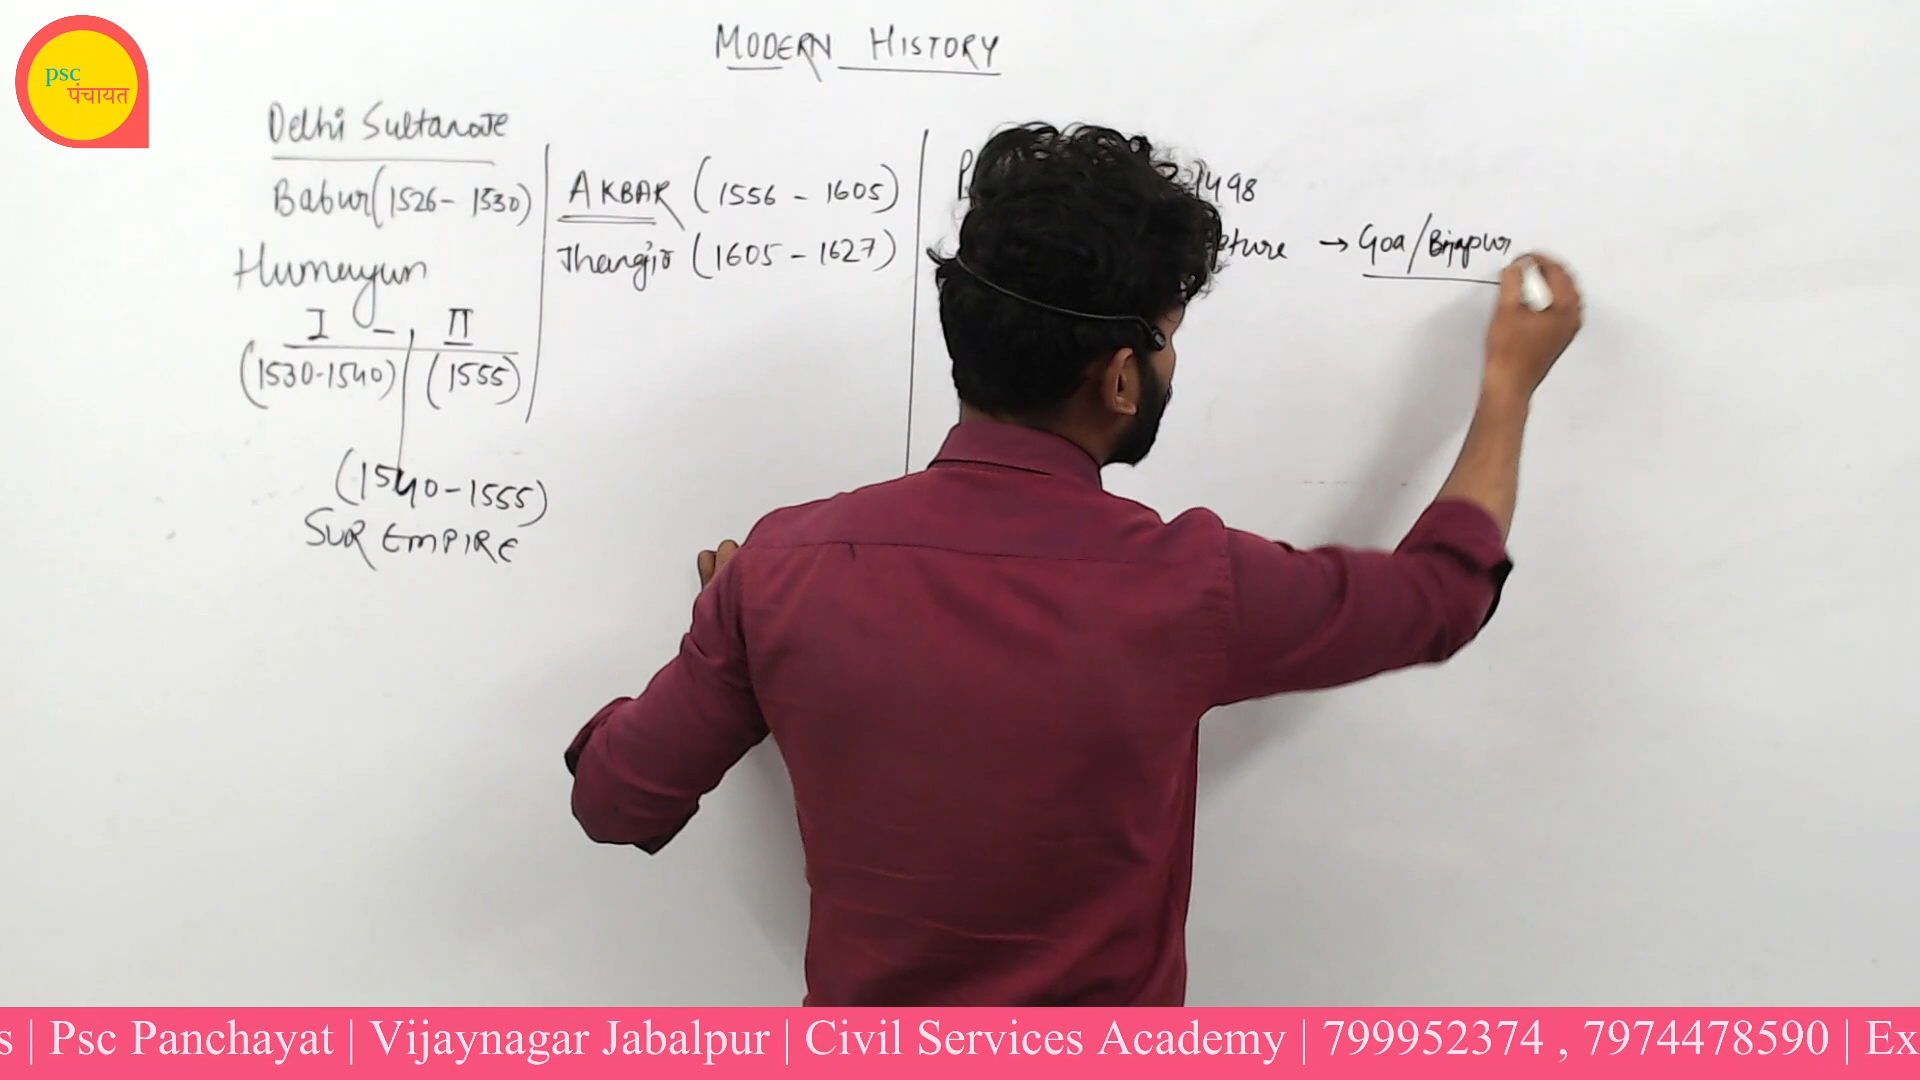 psc
पंचायत
MODERN HISTORY
Delhi Sultanate
Babur (1526 - 1530)
Humayun
I - , II
(1530-1540) (1555)
(1540-1555)
SUR EMPIRE
AKBAR (1556 - 1605)
Jhangir (1605 - 1627)
1498
pture → Goa/Bijapur
s | Psc Panchayat | Vijaynagar Jabalpur | Civil Services Academy | 799952374 , 7974478590 | Ex